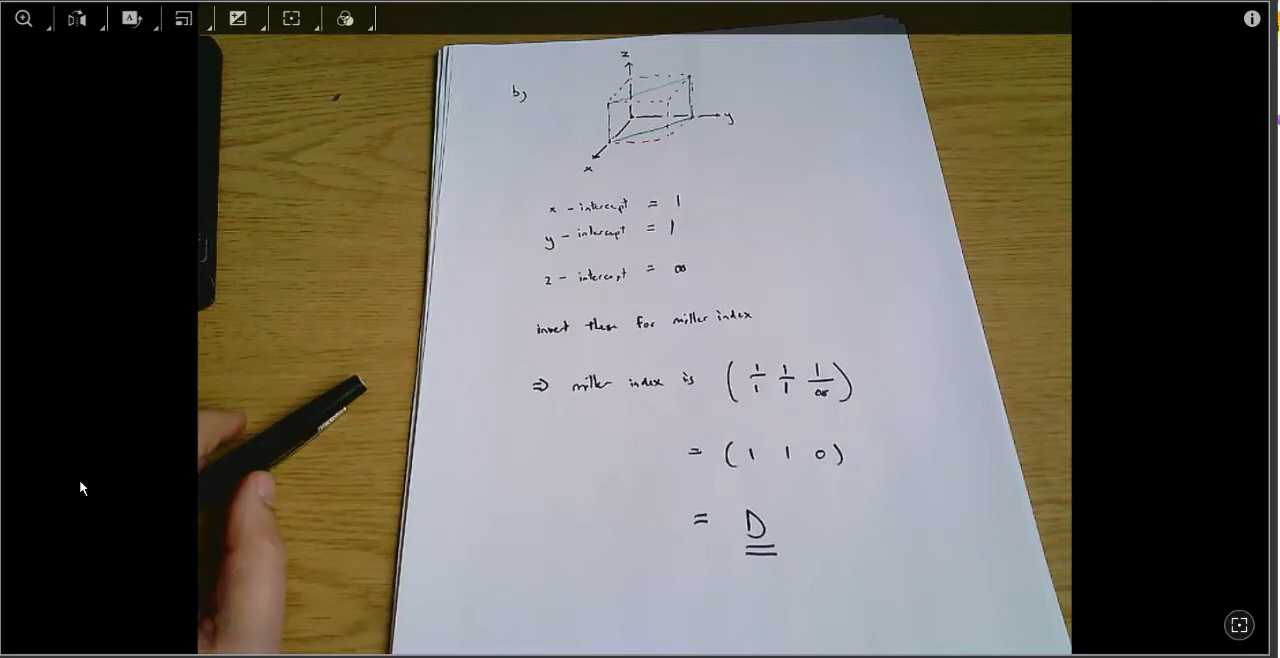 b)
z
y
x
x - intercept = 1
y - intercept = 1
z - intercept = ∞
invert these for miller index
⇒ miller index is ( 1/1 1/1 1/∞ )
= ( 1 1 0 )
= D